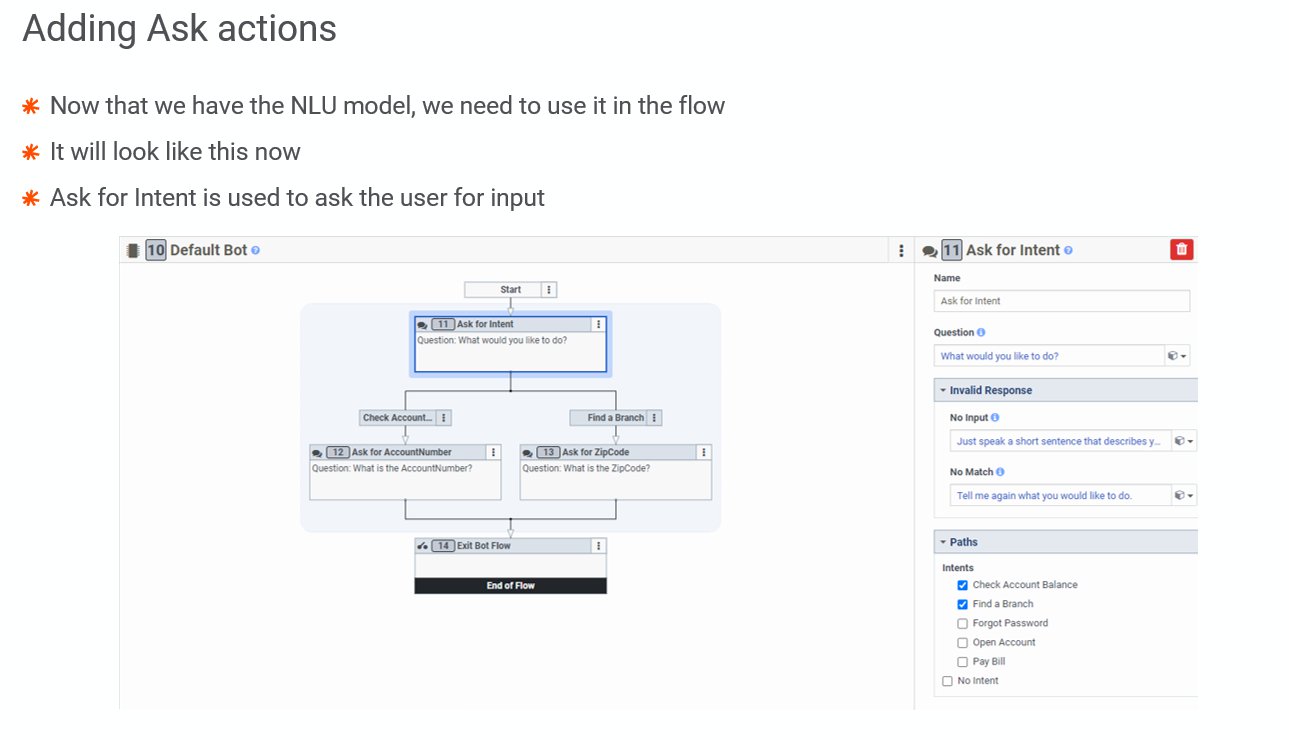 Adding Ask actions
Now that we have the NLU model, we need to use it in the flow
It will look like this now
Ask for Intent is used to ask the user for input
10 Default Bot
Start
11 Ask for Intent
Question: What would you like to do?
Check Account...
Find a Branch
12 Ask for AccountNumber
Question: What is the AccountNumber?
13 Ask for ZipCode
Question: What is the ZipCode?
14 Exit Bot Flow
End of Flow
11 Ask for Intent
Name
Ask for Intent
Question
What would you like to do?
Invalid Response
No Input
Just speak a short sentence that describes y...
No Match
Tell me again what you would like to do.
Paths
Intents
Check Account Balance
Find a Branch
Forgot Password
Open Account
Pay Bill
No Intent